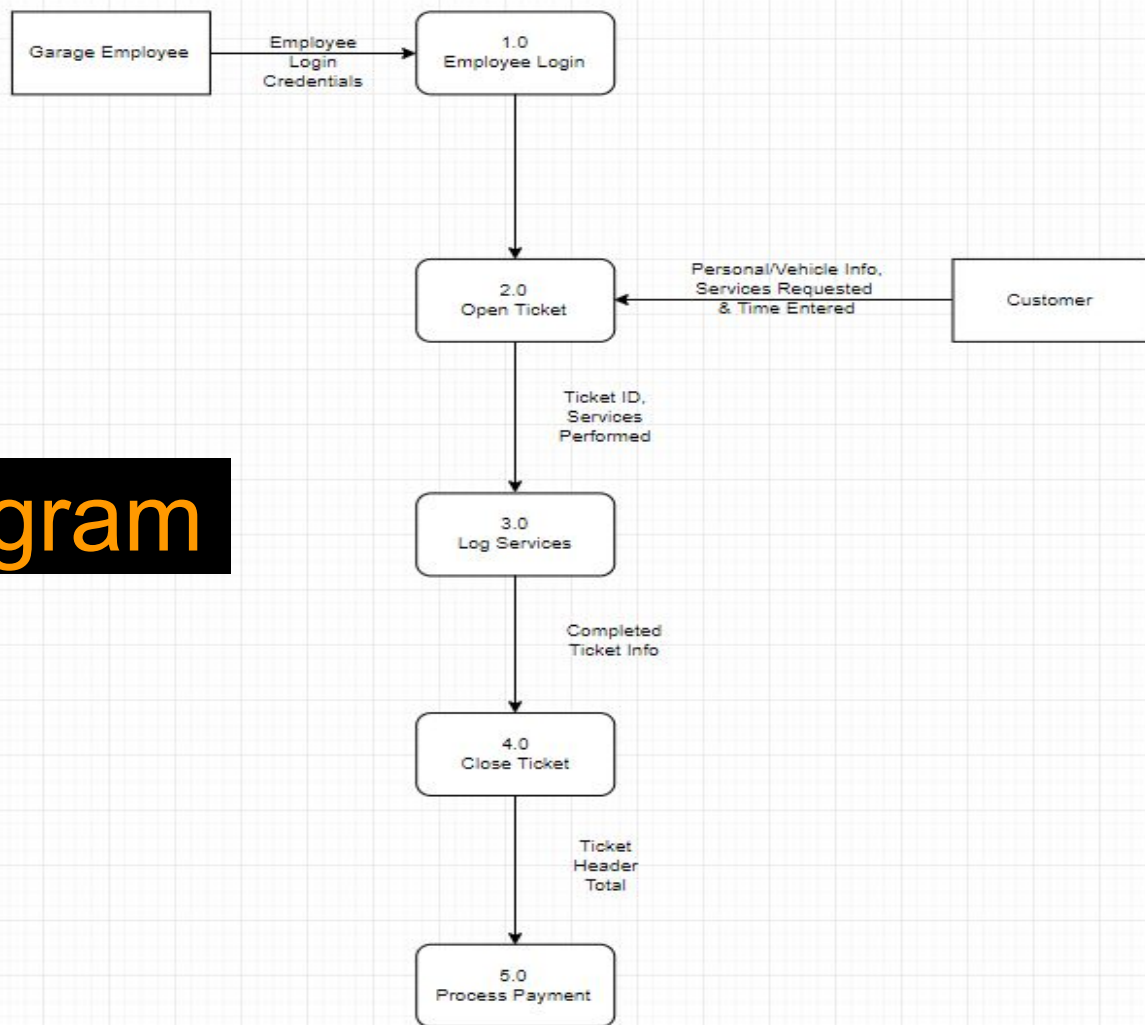 Garage Employee
Employee
Login
Credentials
1.0
Employee Login
Personal/Vehicle Info,
Services Requested
& Time Entered
2.0
Open Ticket
Customer
Ticket ID,
Services
Performed
gram
3.0
Log Services
Completed
Ticket Info
4.0
Close Ticket
Ticket
Header
Total
5.0
Process Payment